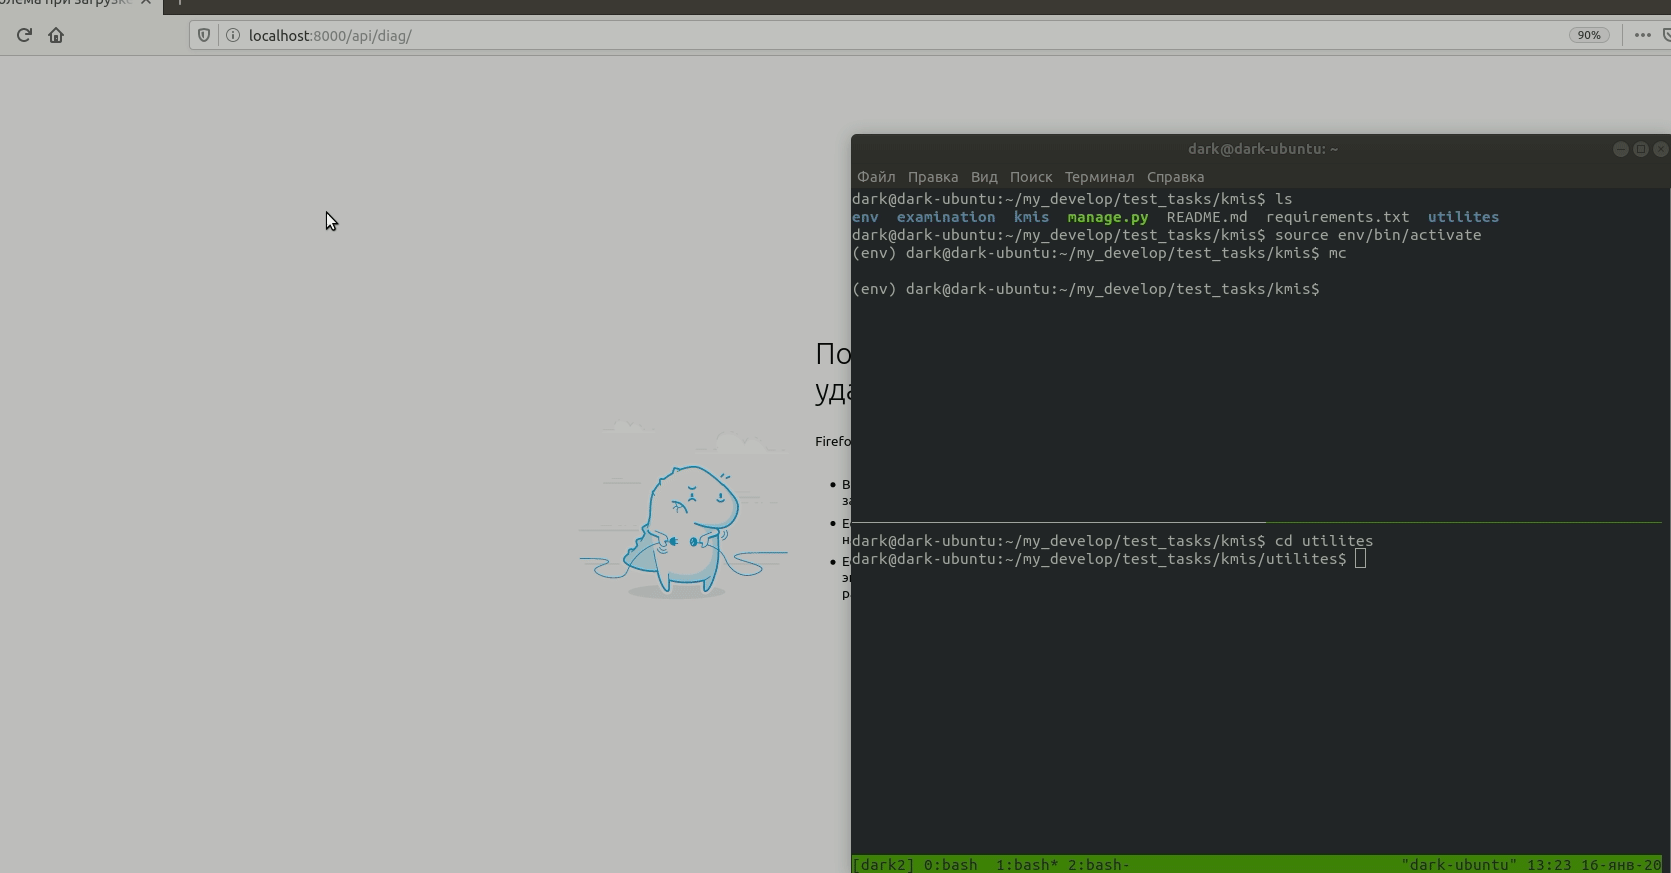 localhost:8000/api/diag/
90%
По
уда
Firefo
dark@dark-ubuntu: ~
Файл Правка Вид Поиск Терминал Справка
dark@dark-ubuntu:~/my_develop/test_tasks/kmis$ ls
env examination kmis manage.py README.md requirements.txt utilites
dark@dark-ubuntu:~/my_develop/test_tasks/kmis$ source env/bin/activate
(env) dark@dark-ubuntu:~/my_develop/test_tasks/kmis$ mc
(env) dark@dark-ubuntu:~/my_develop/test_tasks/kmis$
dark@dark-ubuntu:~/my_develop/test_tasks/kmis$ cd utilites
dark@dark-ubuntu:~/my_develop/test_tasks/kmis/utilites$
[dark2] 0:bash 1:bash* 2:bash- "dark-ubuntu" 13:23 16-янв-20